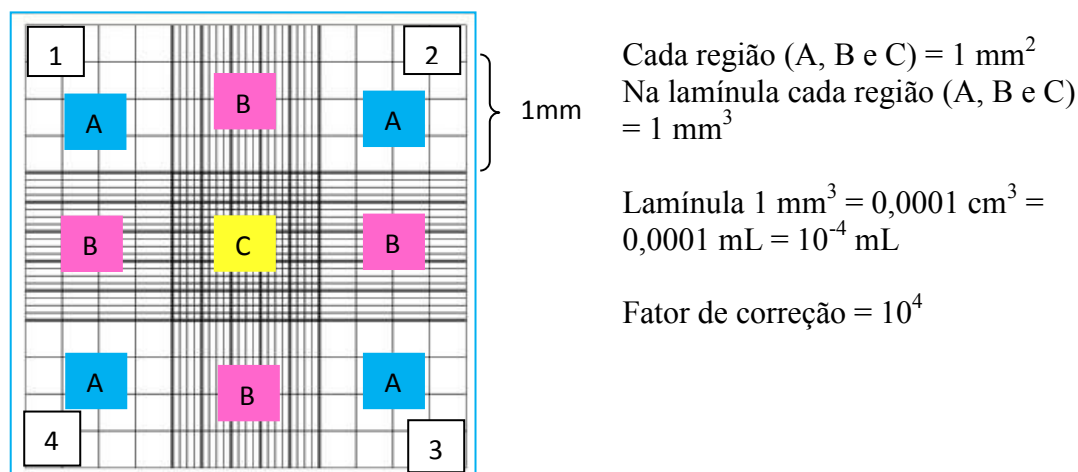 1
2
B
A
A
1mm
B
C
B
A
B
A
4
3
Cada região (A, B e C) = 1 mm²
Na lamínula cada região (A, B e C)
= 1 mm³
Lamínula 1 mm³ = 0,0001 cm³ =
0,0001 mL = 10⁻⁴ mL
Fator de correção = 10⁴